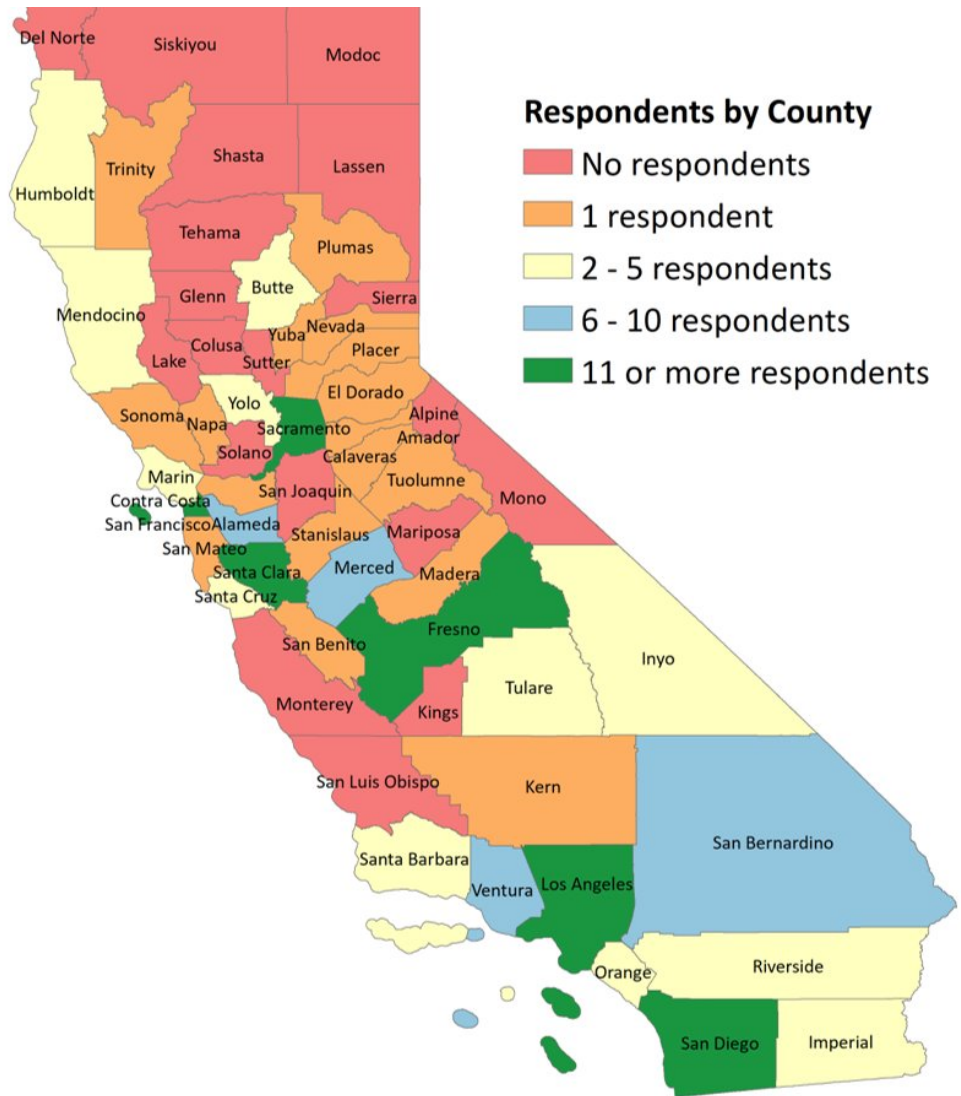 Del Norte
Siskiyou
Modoc
Respondents by County
No respondents
1 respondent
2 - 5 respondents
6 - 10 respondents
11 or more respondents
Humboldt
Trinity
Shasta
Lassen
Tehama
Plumas
Mendocino
Glenn
Butte
Sierra
Lake
Colusa
Sutter
Yuba
Nevada
Placer
El Dorado
Sonoma
Napa
Yolo
Sacramento
Alpine
Amador
Solano
Calaveras
Marin
Tuolumne
Contra Costa
San Joaquin
Mono
San Francisco
Alameda
Stanislaus
Mariposa
San Mateo
Santa Clara
Merced
Madera
Santa Cruz
San Benito
Fresno
Inyo
Monterey
Kings
Tulare
San Luis Obispo
Kern
San Bernardino
Santa Barbara
Ventura
Los Angeles
Orange
Riverside
San Diego
Imperial